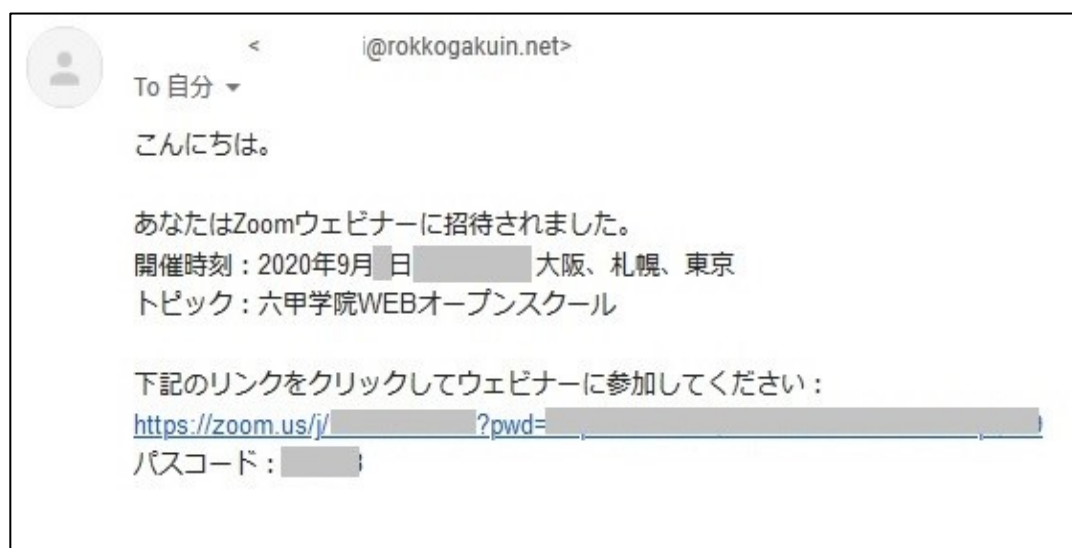 < i@rokkogakuin.net>
To 自分
こんにちは。
あなたはZoomウェビナーに招待されました。
開催時刻：2020年9月 日 大阪、札幌、東京
トピック：六甲学院WEBオープンスクール
下記のリンクをクリックしてウェビナーに参加してください：
https://zoom.us/j/ ?pwd=
パスコード：